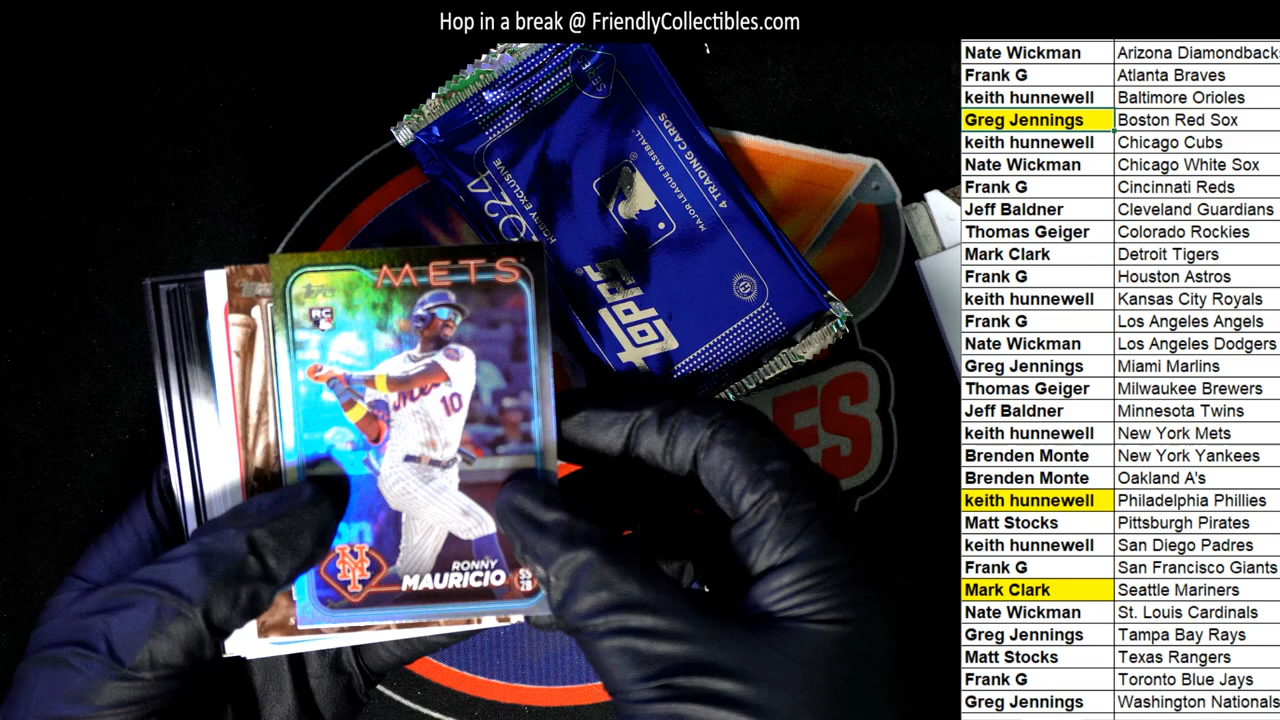 Hop in a break @ FriendlyCollectibles.com
Nate Wickman Arizona Diamondback
Frank G Atlanta Braves
keith hunnewell Baltimore Orioles
Greg Jennings Boston Red Sox
keith hunnewell Chicago Cubs
Nate Wickman Chicago White Sox
Frank G Cincinnati Reds
Jeff Baldner Cleveland Guardians
Thomas Geiger Colorado Rockies
Mark Clark Detroit Tigers
Frank G Houston Astros
keith hunnewell Kansas City Royals
Frank G Los Angeles Angels
Nate Wickman Los Angeles Dodgers
Greg Jennings Miami Marlins
Thomas Geiger Milwaukee Brewers
Jeff Baldner Minnesota Twins
keith hunnewell New York Mets
Brenden Monte New York Yankees
Brenden Monte Oakland A's
keith hunnewell Philadelphia Phillies
Matt Stocks Pittsburgh Pirates
keith hunnewell San Diego Padres
Frank G San Francisco Giants
Mark Clark Seattle Mariners
Nate Wickman St. Louis Cardinals
Greg Jennings Tampa Bay Rays
Matt Stocks Texas Rangers
Frank G Toronto Blue Jays
Greg Jennings Washington Nationals
SERIES
4 TRADING CARDS
MAJOR LEAGUE BASEBALL
2024
HOBBY EXCLUSIVE
topps
METS
topps
RC
Mets
10
NY
RONNY
MAURICIO
ES